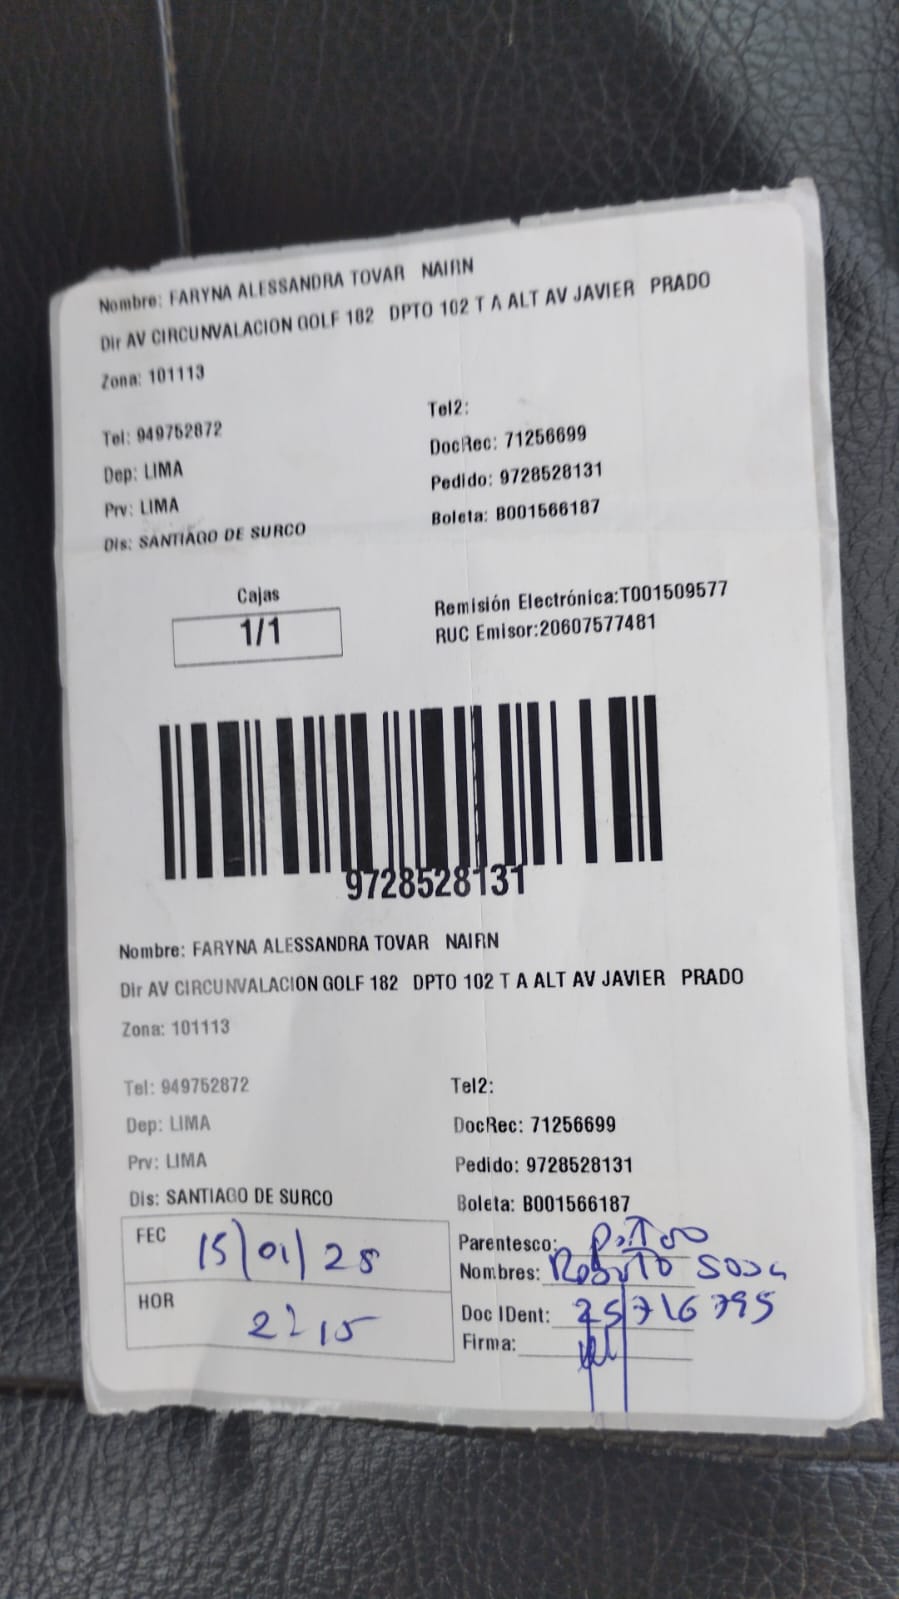 Nombre: FARYNA ALESSANDRA TOVAR NAIRN
Dir AV CIRCUNVALACION GOLF 182 DPTO 102 T A ALT AV JAVIER PRADO
Zona: 101113
Tel: 949752872
Tel2:
Dep: LIMA
DocRec: 71256699
Prv: LIMA
Pedido: 9728528131
Dis: SANTIAGO DE SURCO
Boleta: B001566187
Cajas
1/1
Remisión Electrónica:T001509577
RUC Emisor:20607577481
9728528131
Nombre: FARYNA ALESSANDRA TOVAR NAIRN
Dir AV CIRCUNVALACION GOLF 182 DPTO 102 T A ALT AV JAVIER PRADO
Zona: 101113
Tel: 949752872
Tel2:
Dep: LIMA
DocRec: 71256699
Prv: LIMA
Pedido: 9728528131
Dis: SANTIAGO DE SURCO
Boleta: B001566187
FEC 15/01/25
Parentesco:
Nombres: Roberto Sosa
HOR 22 15
Doc IDent: 25716795
Firma: